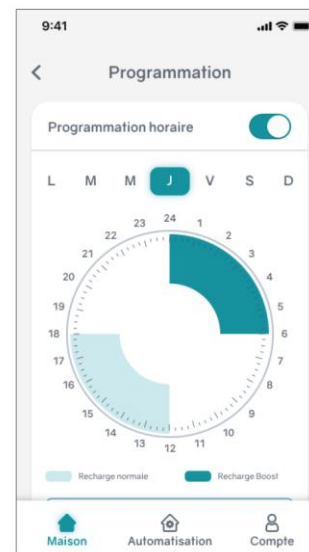 9:41
Programmation
Programmation horaire
L M M J V S D
24
23 1
22 2
21 3
20 4
19 5
18 6
17 7
16 8
15 9
14 10
13 11
12
Recharge normale Recharge Boost
Maison Automatisation Compte